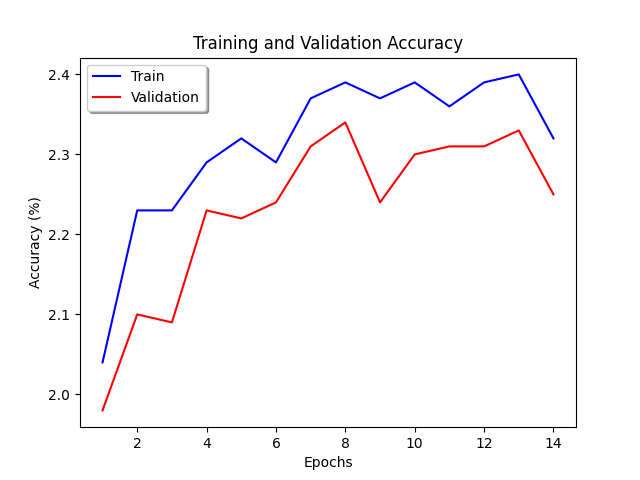 Training and Validation Accuracy
Train
Validation
2.4
2.3
2.2
2.1
2.0
Accuracy (%)
2 4 6 8 10 12 14
Epochs